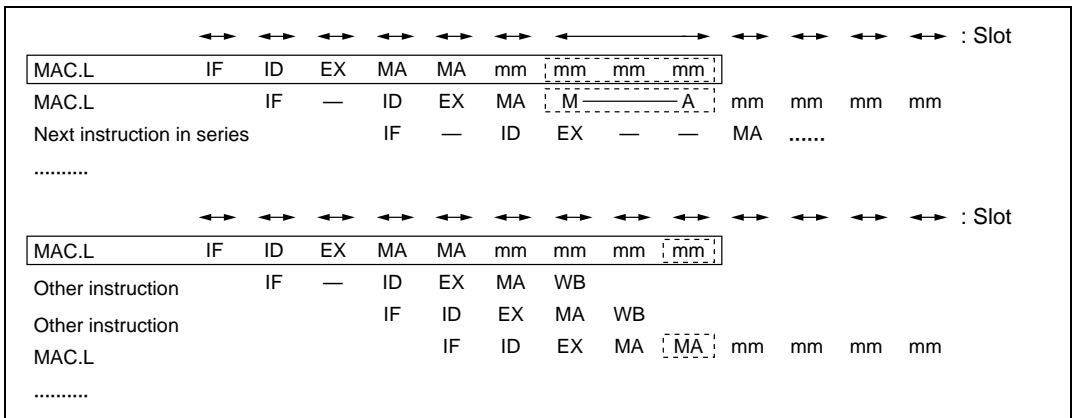 : Slot
MAC.L IF ID EX MA MA mm mm mm mm
MAC.L IF — ID EX MA M A mm mm mm mm
Next instruction in series IF — ID EX — — MA ......
..........
: Slot
MAC.L IF ID EX MA MA mm mm mm mm
Other instruction IF — ID EX MA WB
Other instruction IF ID EX MA WB
MAC.L IF ID EX MA MA mm mm mm mm
..........